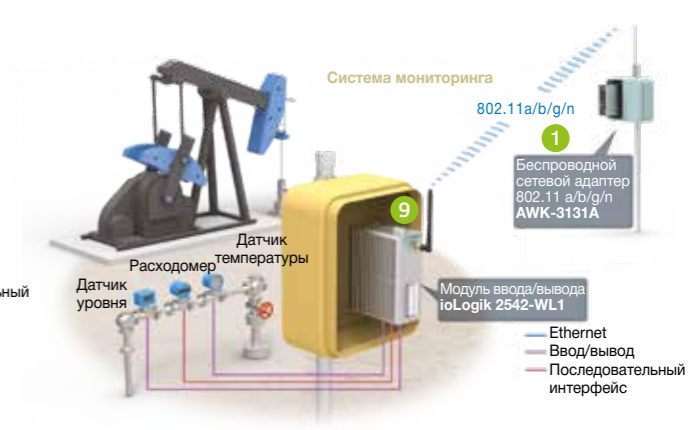 Система мониторинга
802.11a/b/g/n
1
Беспроводной
сетевой адаптер
802.11 a/b/g/n
AWK-3131A
9
Датчик
температуры
Расходомер
Датчик
уровня
ьный
Модуль ввода/вывода
ioLogik 2542-WL1
Ethernet
Ввод/вывод
Последовательный
интерфейс